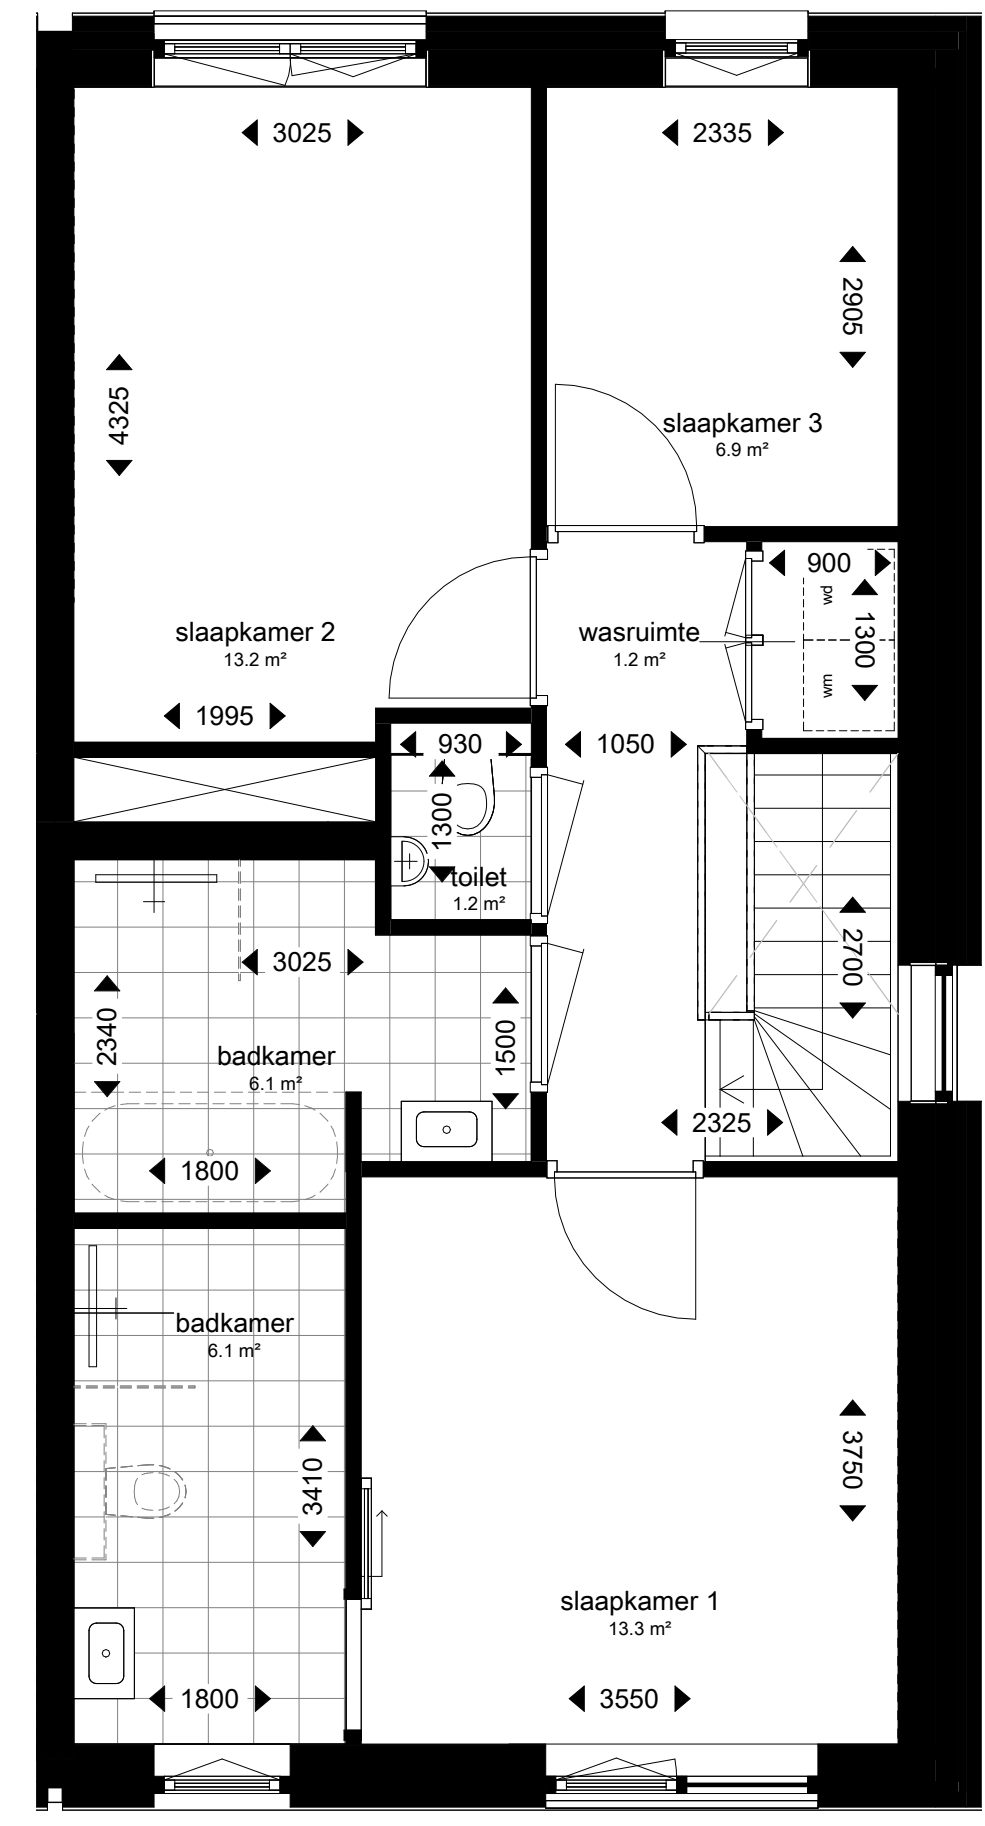 3025
2335
2905
4325
slaapkamer 3
6.9 m²
900
wd
1300
wm
slaapkamer 2
13.2 m²
wasruimte
1.2 m²
1995
930
1050
1300
toilet
1.2 m²
2700
3025
2340
1500
badkamer
6.1 m²
2325
1800
badkamer
6.1 m²
3410
3750
slaapkamer 1
13.3 m²
1800
3550